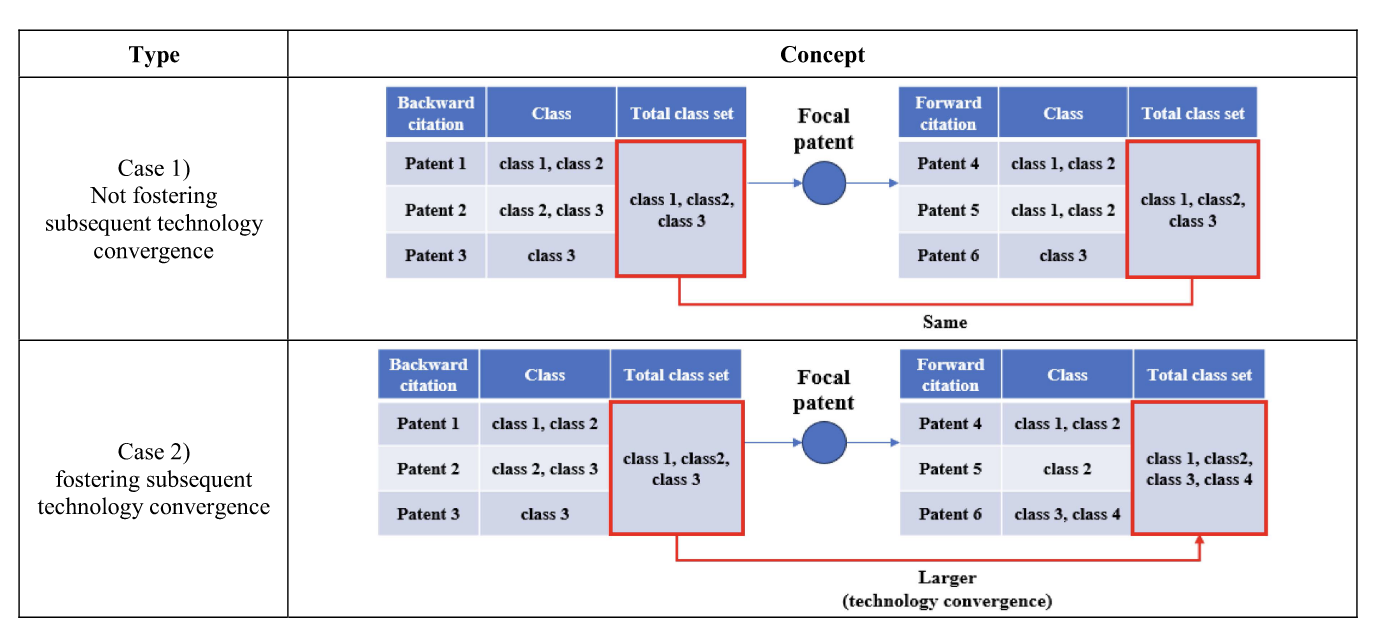 Type
Concept
Case 1)
Not fostering
subsequent technology
convergence
Backward
citation
Class
Total class set
Patent 1
class 1, class 2
Patent 2
class 2, class 3
Patent 3
class 3
class 1, class2,
class 3
Focal
patent
Forward
citation
Class
Total class set
Patent 4
class 1, class 2
Patent 5
class 1, class 2
Patent 6
class 3
class 1, class2,
class 3
Same
Case 2)
fostering subsequent
technology convergence
Backward
citation
Class
Total class set
Patent 1
class 1, class 2
Patent 2
class 2, class 3
Patent 3
class 3
class 1, class2,
class 3
Focal
patent
Forward
citation
Class
Total class set
Patent 4
class 1, class 2
Patent 5
class 2
Patent 6
class 3, class 4
class 1, class2,
class 3, class 4
Larger
(technology convergence)